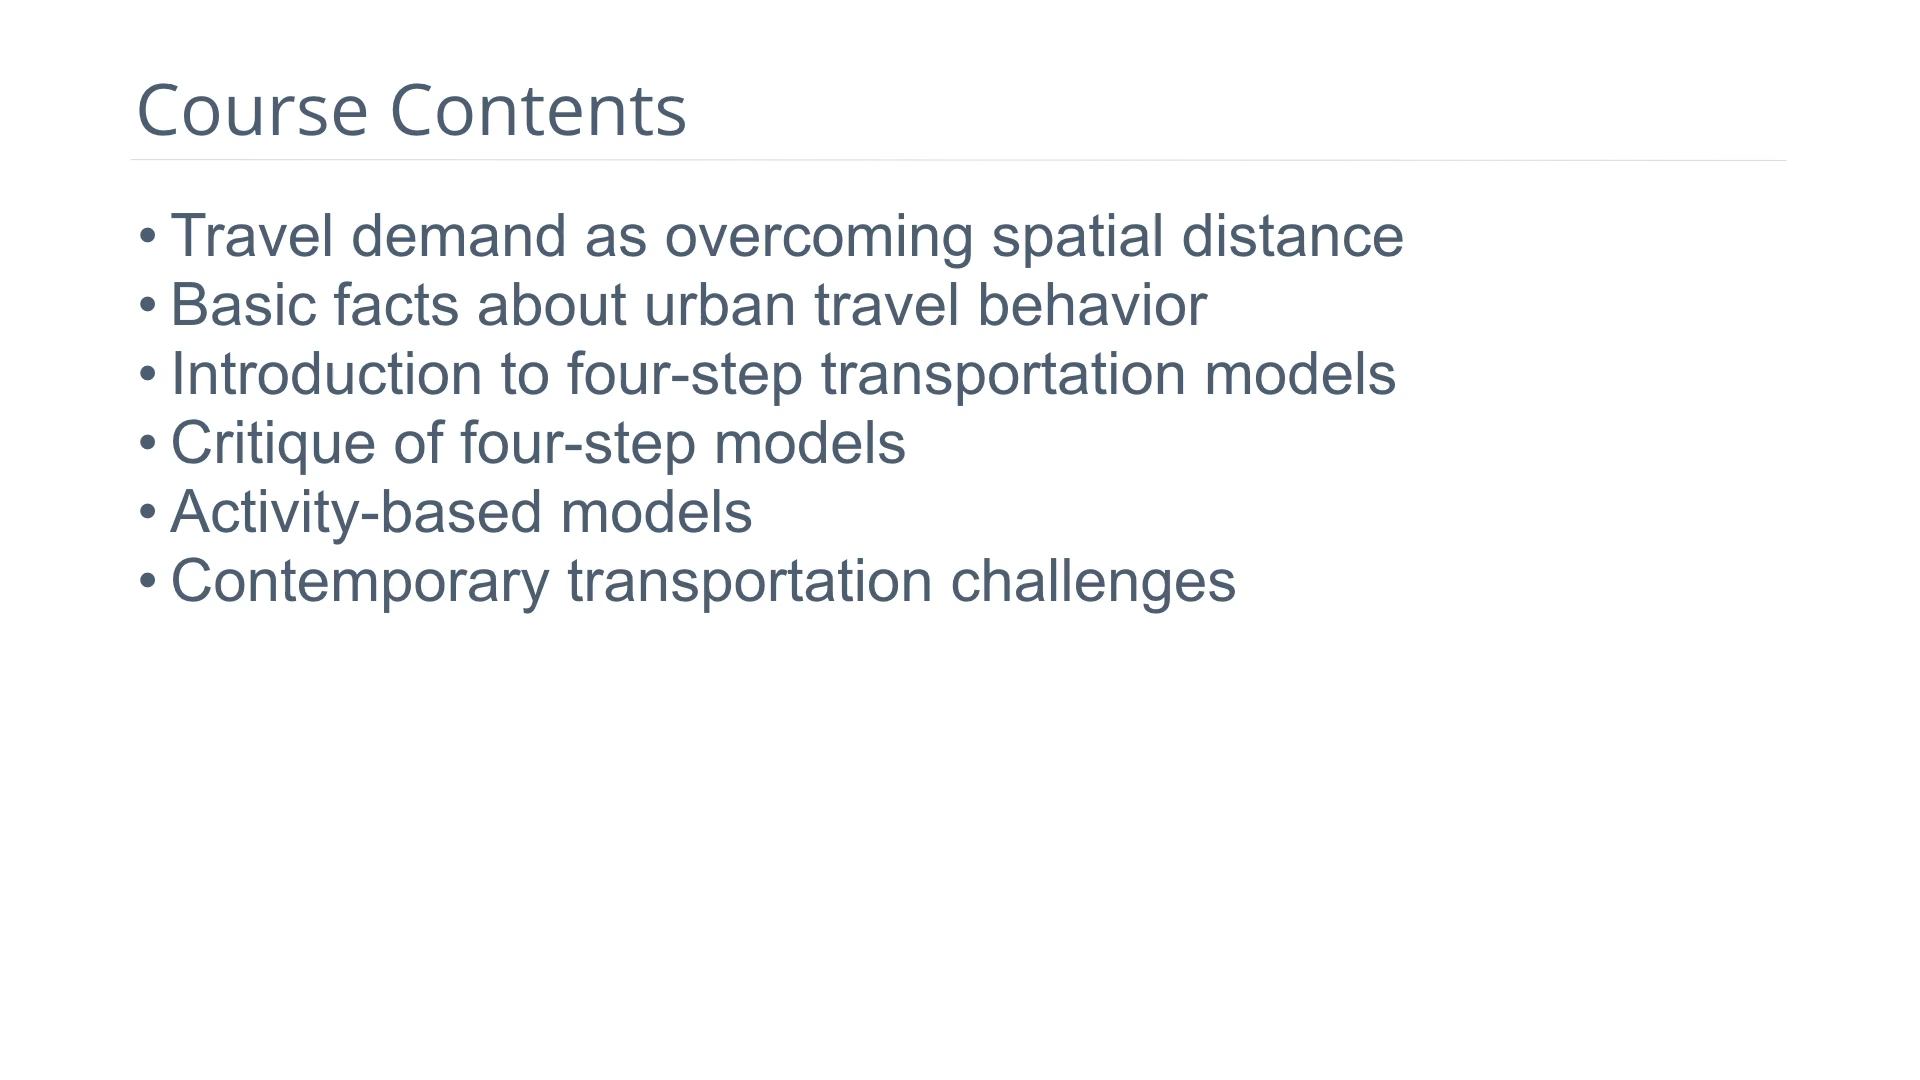 Course Contents
• Travel demand as overcoming spatial distance
• Basic facts about urban travel behavior
• Introduction to four-step transportation models
• Critique of four-step models
• Activity-based models
• Contemporary transportation challenges